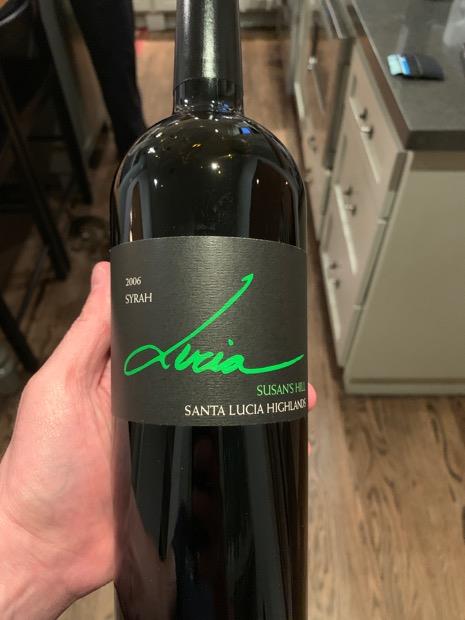 2006
SYRAH
Lucia
SUSAN'S HILL
SANTA LUCIA HIGHLANDS